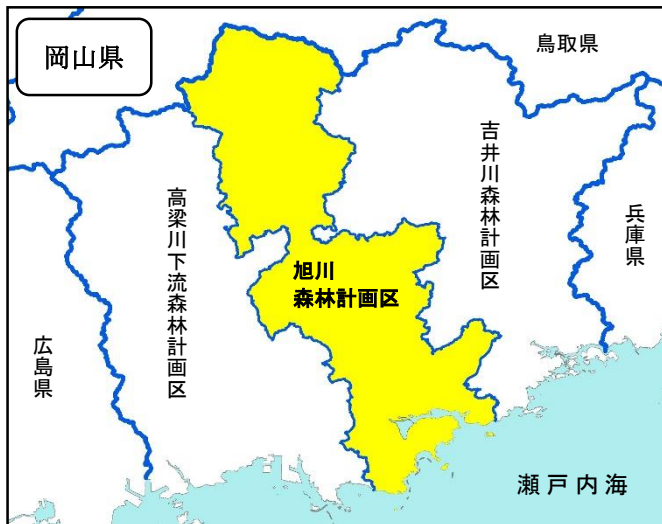 岡山県
鳥取県
吉井川森林計画区
兵庫県
高梁川下流森林計画区
旭川
森林計画区
広島県
瀬戸内海